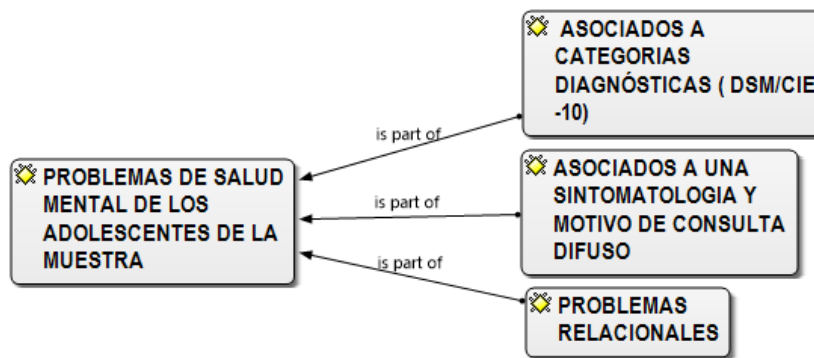 ASOCIADOS A
CATEGORIAS
DIAGNÓSTICAS ( DSM/CIE
-10)
is part of
PROBLEMAS DE SALUD
MENTAL DE LOS
ADOLESCENTES DE LA
MUESTRA
is part of
ASOCIADOS A UNA
SINTOMATOLOGIA Y
MOTIVO DE CONSULTA
DIFUSO
is part of
PROBLEMAS
RELACIONALES